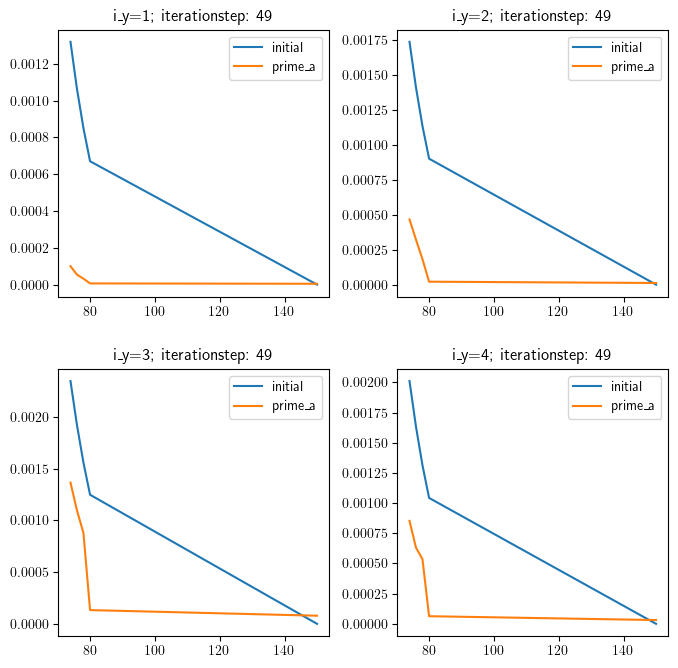 i_y=1; iterationstep: 49
initial
prime_a
0.0012
0.0010
0.0008
0.0006
0.0004
0.0002
0.0000
80 100 120 140
i_y=2; iterationstep: 49
initial
prime_a
0.00175
0.00150
0.00125
0.00100
0.00075
0.00050
0.00025
0.00000
80 100 120 140
i_y=3; iterationstep: 49
initial
prime_a
0.0020
0.0015
0.0010
0.0005
0.0000
80 100 120 140
i_y=4; iterationstep: 49
initial
prime_a
0.00200
0.00175
0.00150
0.00125
0.00100
0.00075
0.00050
0.00025
0.00000
80 100 120 140